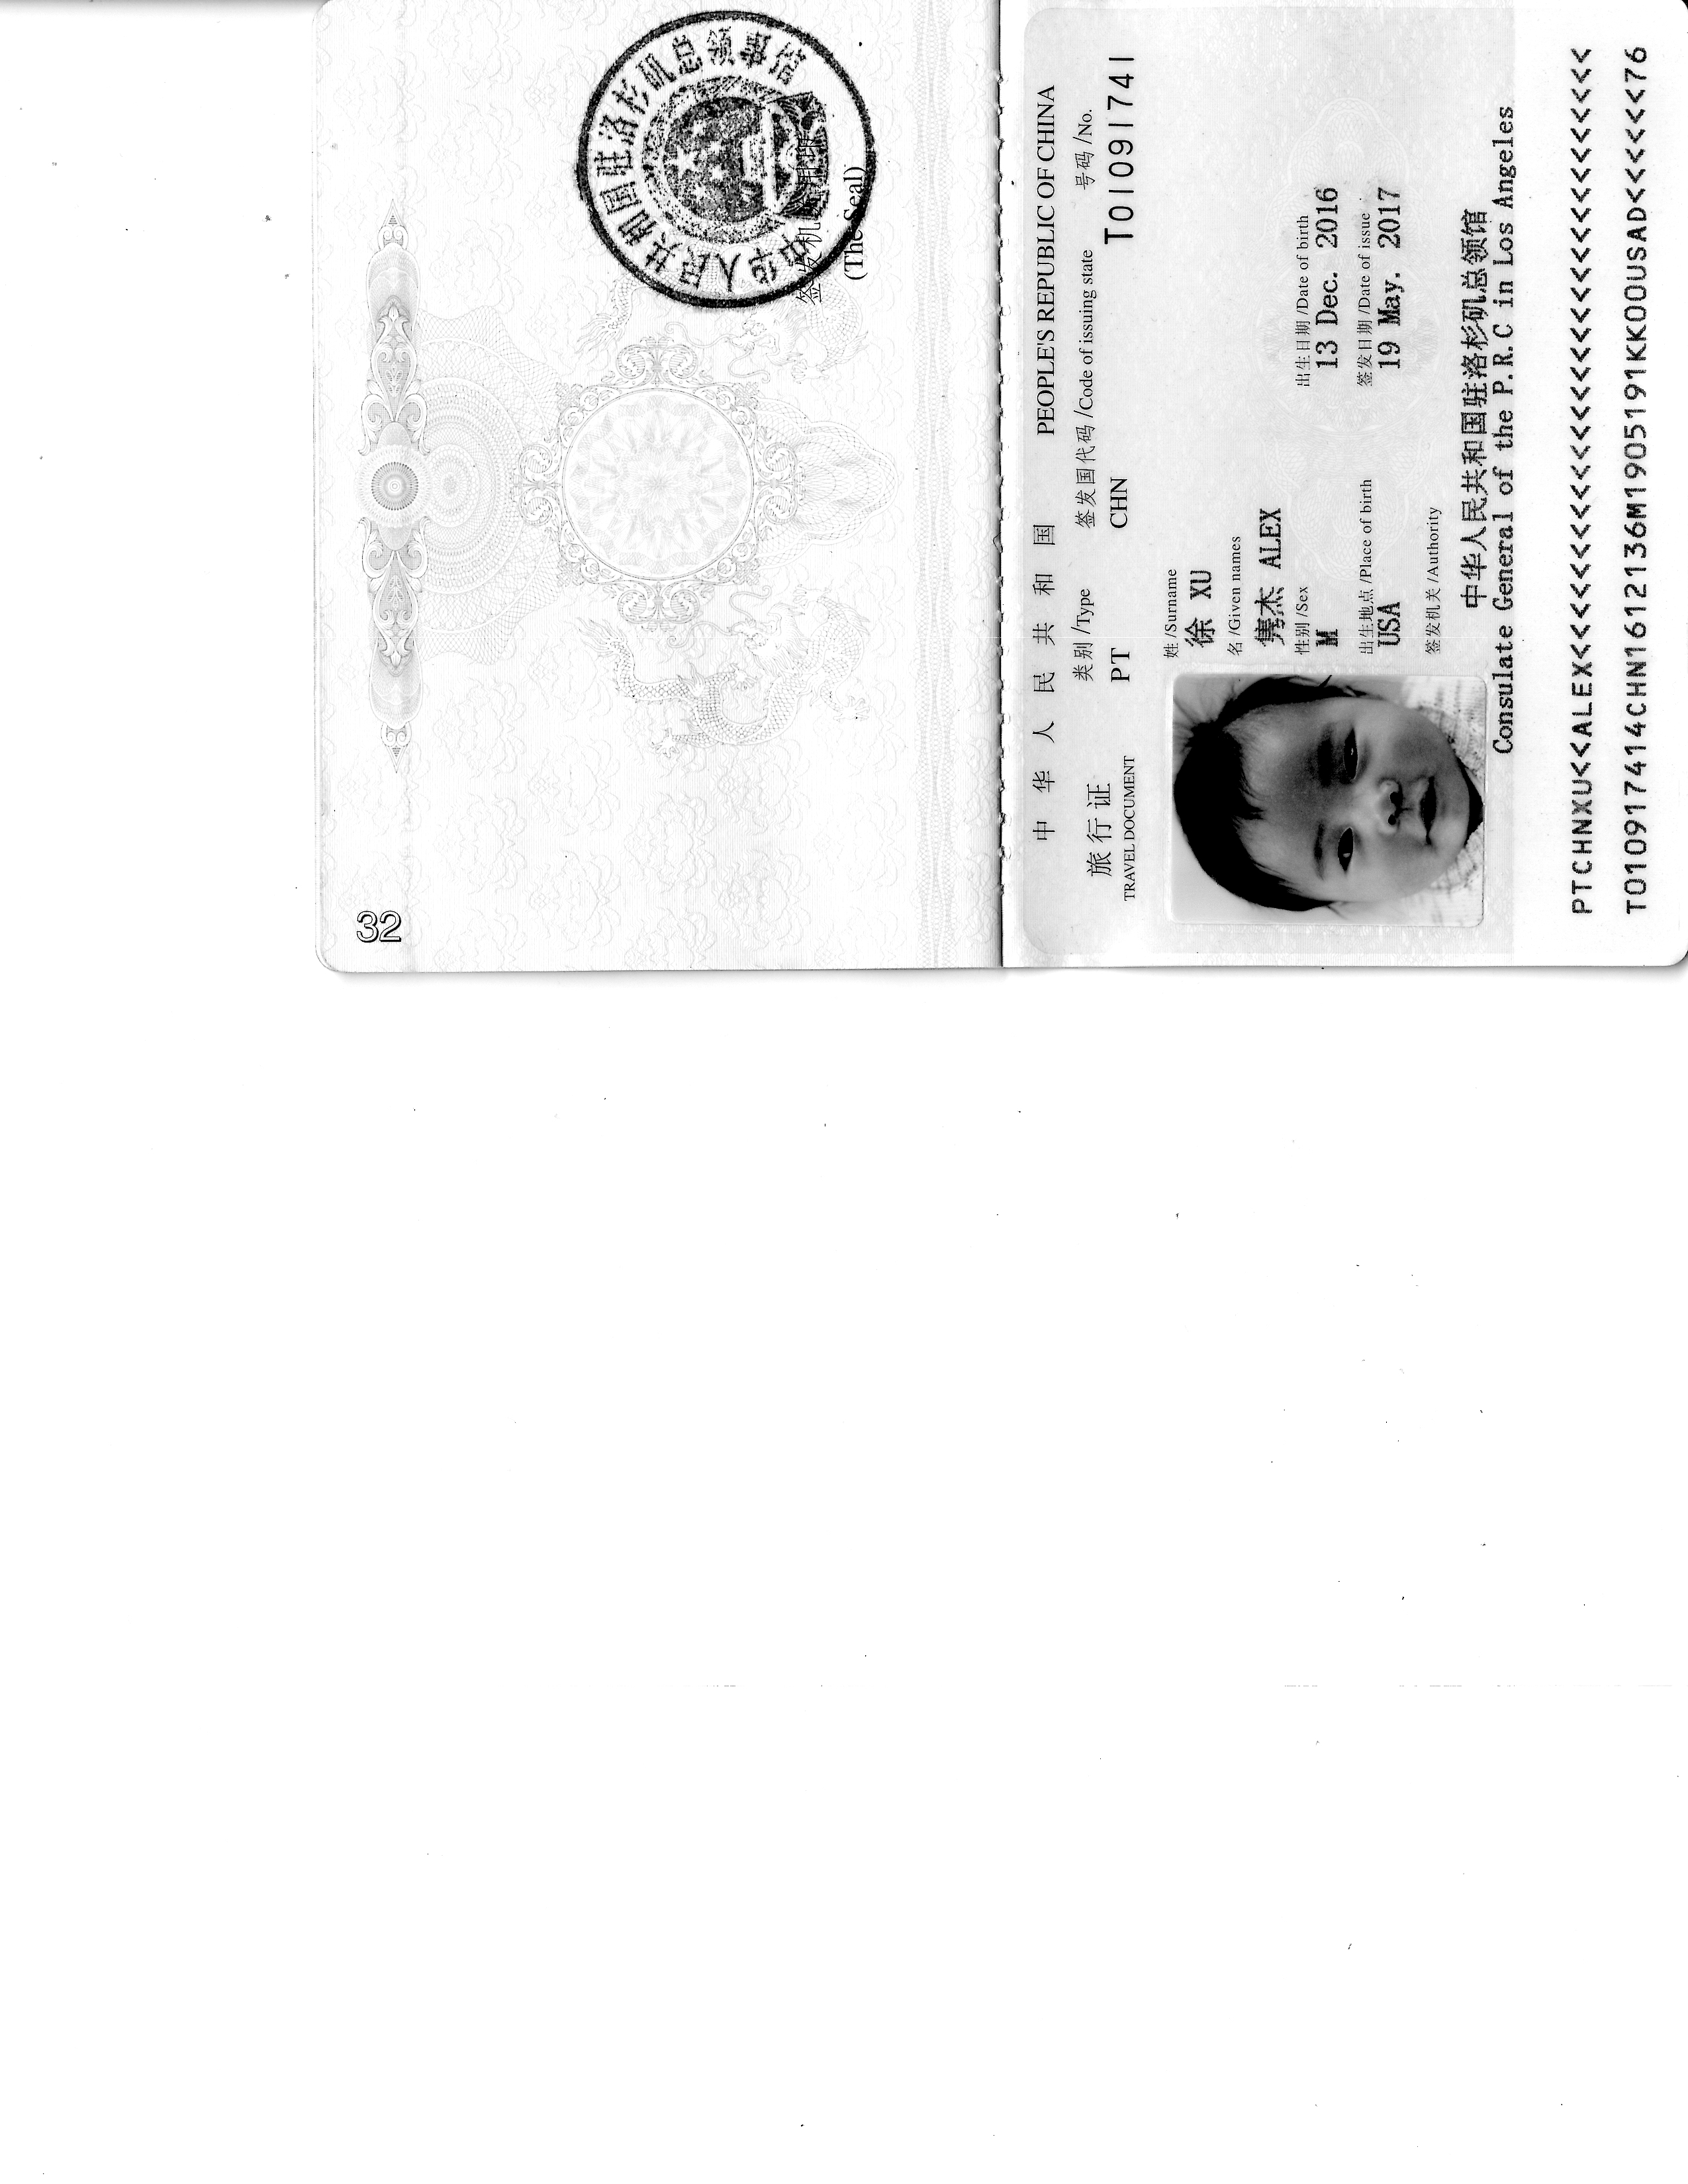 32
签发机关用印
(The Seal)
中华人民共和国驻洛杉矶总领事馆
中华人民共和国 PEOPLE'S REPUBLIC OF CHINA
旅行证
TRAVEL DOCUMENT
类别/Type 签发国代码/Code of issuing state 号码/No.
PT CHN T01091741
姓/Surname
徐 XU
名/Given names
隽杰 ALEX
性别/Sex 出生日期/Date of birth
M 13 Dec. 2016
出生地点/Place of birth 签发日期/Date of issue
USA 19 May. 2017
签发机关/Authority
中华人民共和国驻洛杉矶总领馆
Consulate General of the P.R.C in Los Angeles
PTCHNXU<<ALEX<<<<<<<<<<<<<<<<<<<<<<<<<<<<<<<
T010917414CHN1612136M1905191KKOOUSAD<<<<<<76